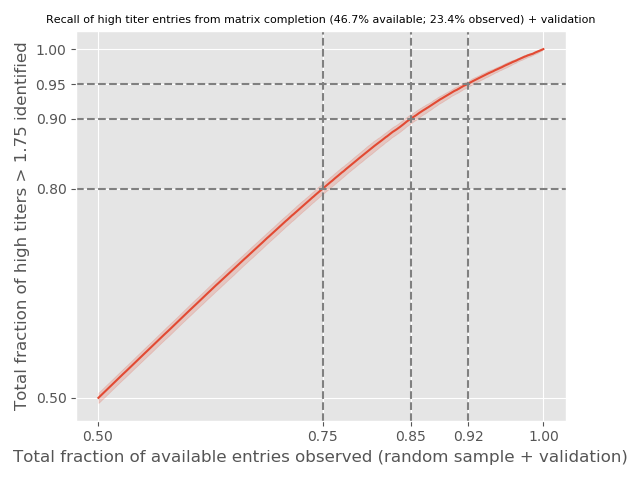 Recall of high titer entries from matrix completion (46.7% available; 23.4% observed) + validation
Total fraction of high titers > 1.75 identified
1.00
0.95
0.90
0.80
0.50
0.50 0.75 0.85 0.92 1.00
Total fraction of available entries observed (random sample + validation)